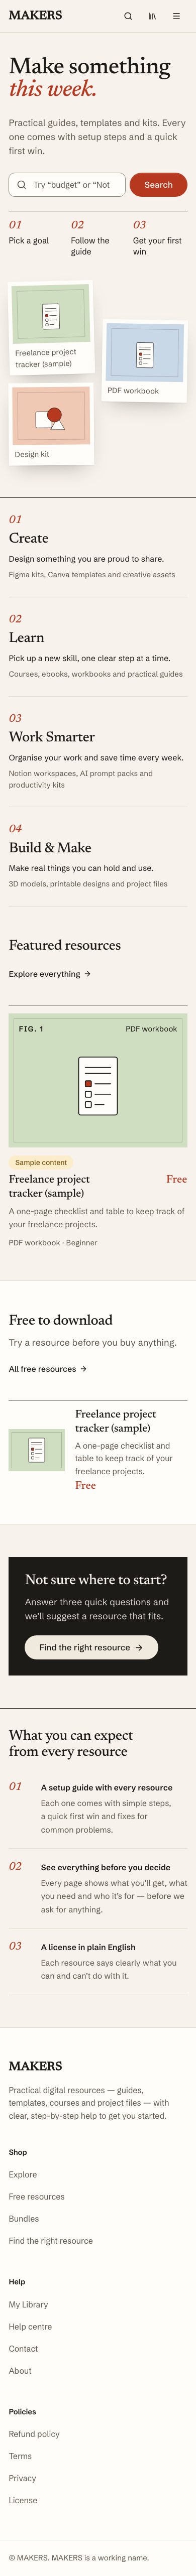 MAKERS
Make something
this week.
Practical guides, templates and kits. Every
one comes with setup steps and a quick
first win.
Try “budget” or “Not
Search
01
02
03
Pick a goal
Follow the
guide
Get your first
win
Freelance project
tracker (sample)
PDF workbook
Design kit
01
Create
Design something you are proud to share.
Figma kits, Canva templates and creative assets
02
Learn
Pick up a new skill, one clear step at a time.
Courses, ebooks, workbooks and practical guides
03
Work Smarter
Organise your work and save time every week.
Notion workspaces, AI prompt packs and
productivity kits
04
Build & Make
Make real things you can hold and use.
3D models, printable designs and project files
Featured resources
Explore everything →
FIG. 1
PDF workbook
Sample content
Freelance project
tracker (sample)
Free
A one-page checklist and table to keep track of
your freelance projects.
PDF workbook · Beginner
Free to download
Try a resource before you buy anything.
All free resources →
Freelance project
tracker (sample)
A one-page checklist and
table to keep track of your
freelance projects.
Free
Not sure where to start?
Answer three quick questions and
we’ll suggest a resource that fits.
Find the right resource →
What you can expect
from every resource
01
A setup guide with every resource
Each one comes with simple steps,
a quick first win and fixes for
common problems.
02
See everything before you decide
Every page shows what you’ll get, what
you need and who it’s for — before we
ask for anything.
03
A license in plain English
Each resource says clearly what you
can and can’t do with it.
MAKERS
Practical digital resources — guides,
templates, courses and project files — with
clear, step-by-step help to get you started.
Shop
Explore
Free resources
Bundles
Find the right resource
Help
My Library
Help centre
Contact
About
Policies
Refund policy
Terms
Privacy
License
© MAKERS. MAKERS is a working name.